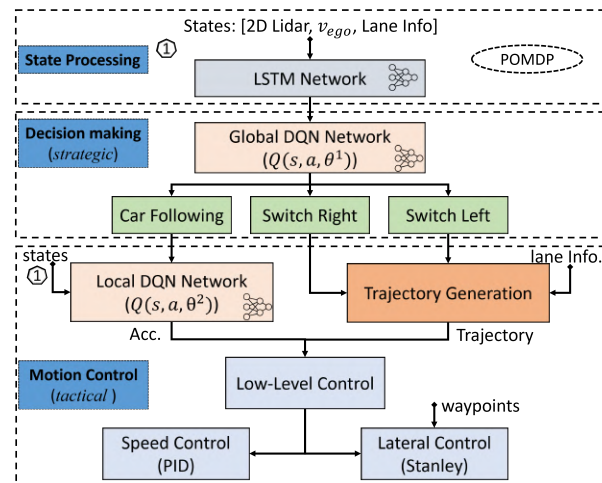 States: [2D Lidar, v_ego, Lane Info]
State Processing
1
POMDP
LSTM Network
Decision making
(strategic)
Global DQN Network
(Q(s, a, θ¹))
Car Following
Switch Right
Switch Left
states
1
lane Info.
Local DQN Network
(Q(s, a, θ²))
Trajectory Generation
Acc.
Trajectory
Motion Control
(tactical )
Low-Level Control
waypoints
Speed Control
(PID)
Lateral Control
(Stanley)